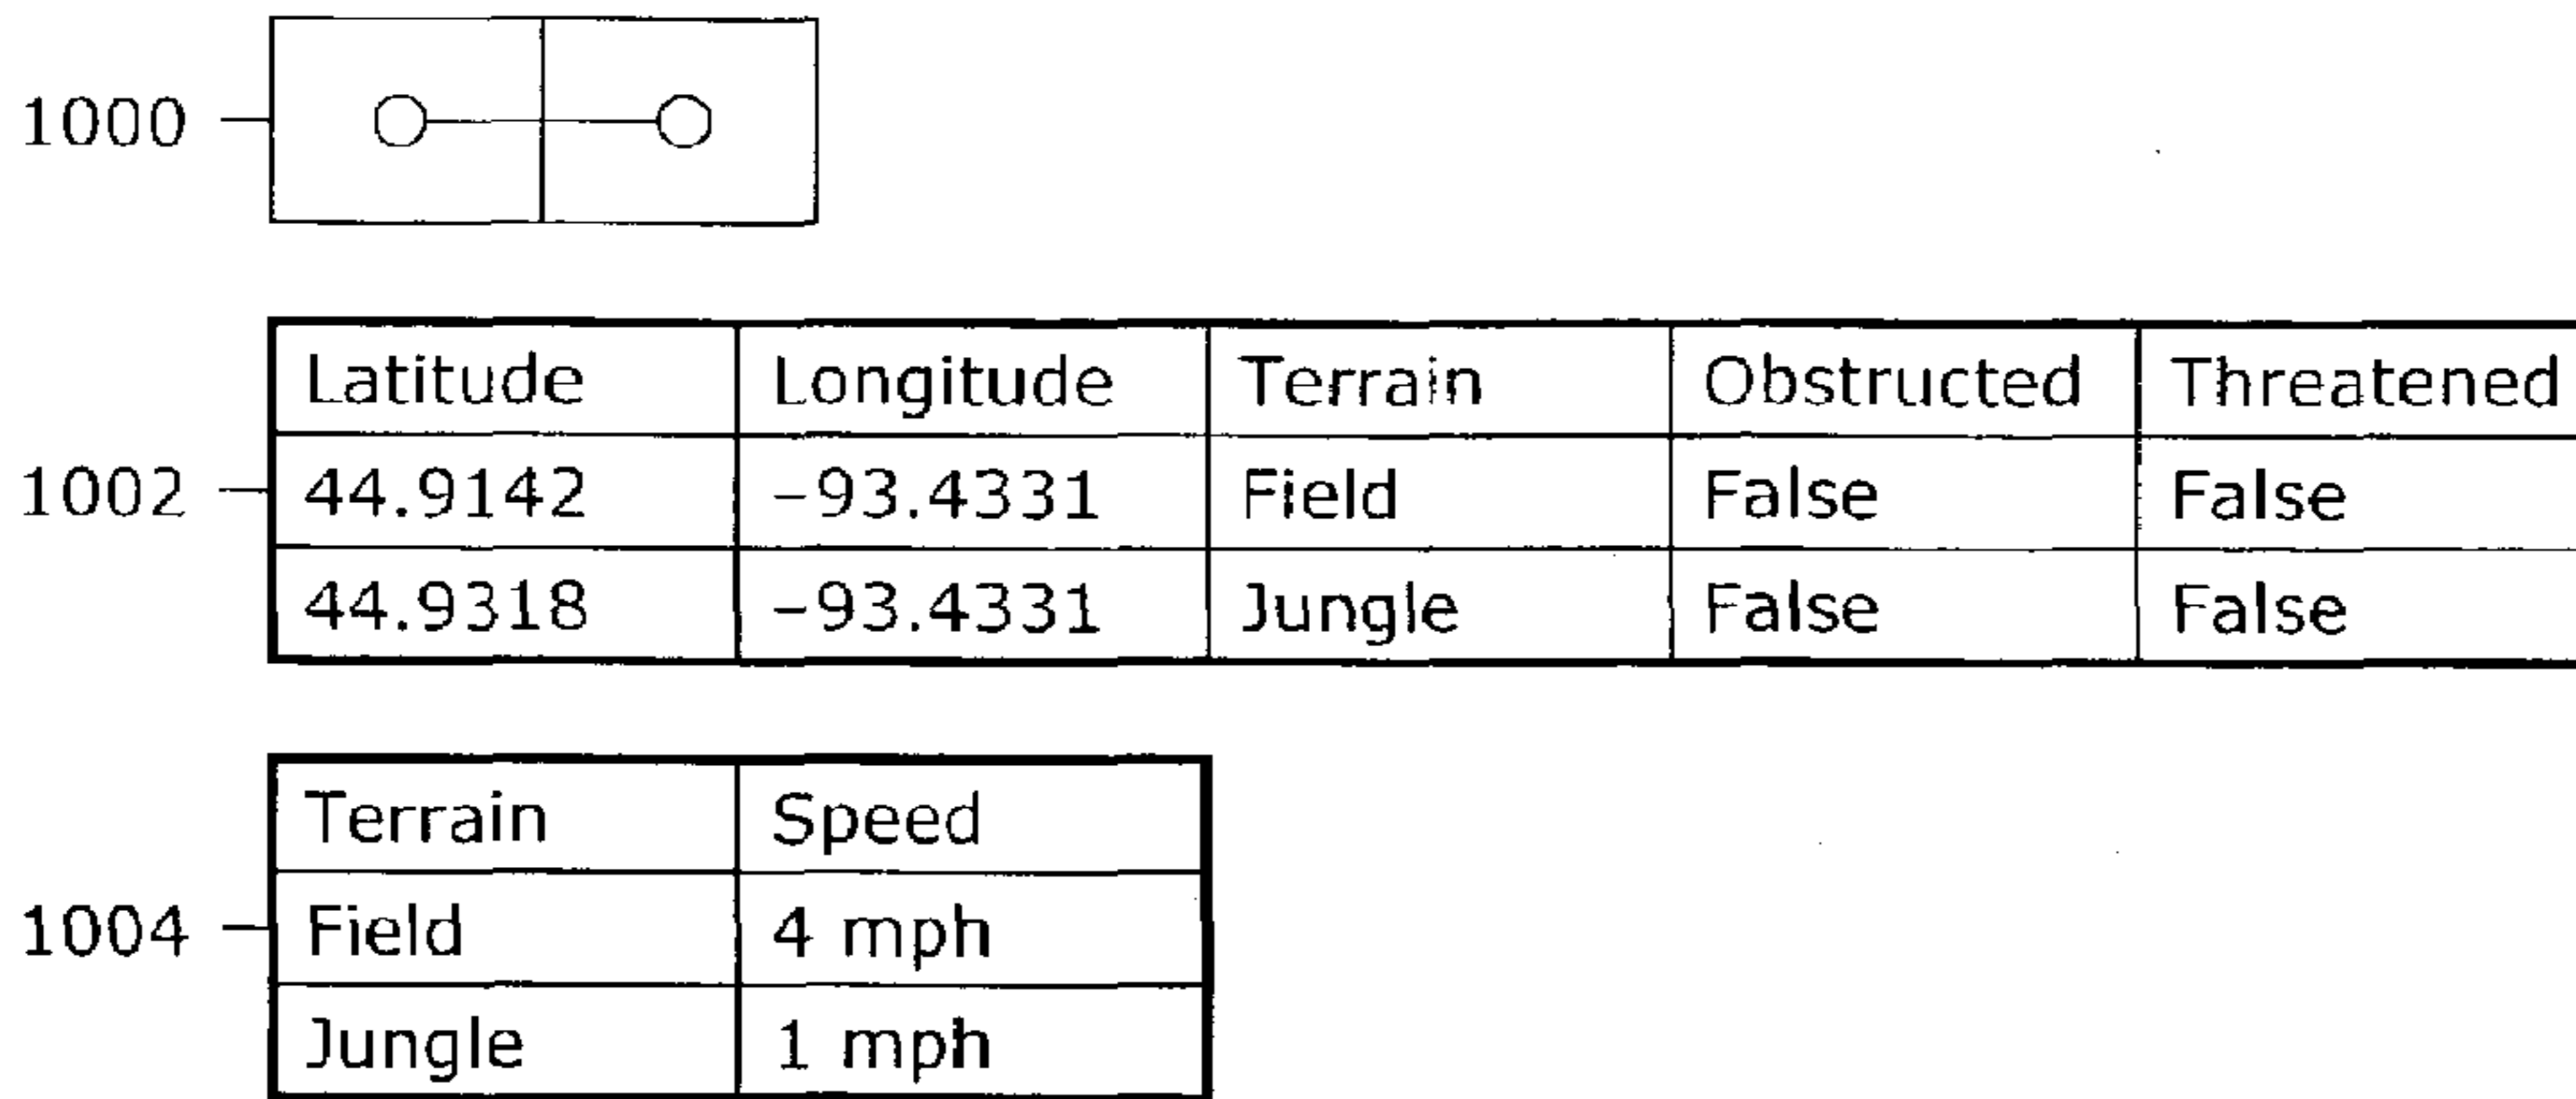 1000
Latitude Longitude Terrain Obstructed Threatened
1002 44.9142 -93.4331 Field False False
44.9318 -93.4331 Jungle False False
Terrain Speed
1004 Field 4 mph
Jungle 1 mph